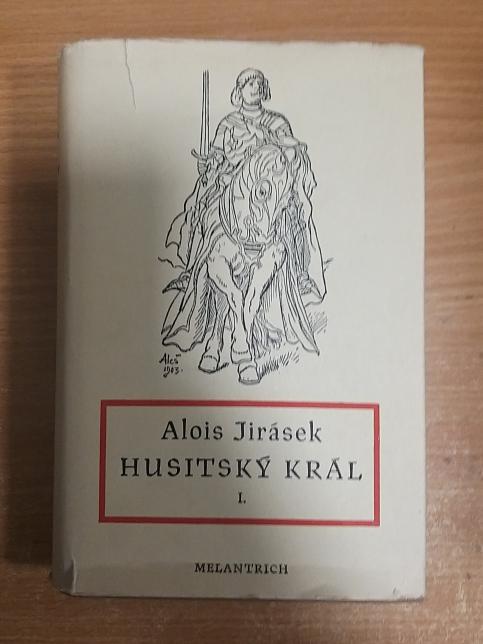 Aleš
1903.
Alois Jirásek
HUSITSKÝ KRÁL
I.
MELANTRICH